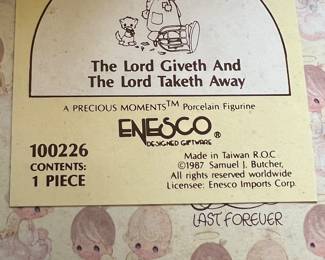 The Lord Giveth And
The Lord Taketh Away
A PRECIOUS MOMENTS™ Porcelain Figurine
ENESCO®
DESIGNED GIFTWARE
100226
CONTENTS:
1 PIECE
Made in Taiwan R.O.C
©1987 Samuel J. Butcher,
All rights reserved worldwide
Licensee: Enesco Imports Corp.
LAST FOREVER